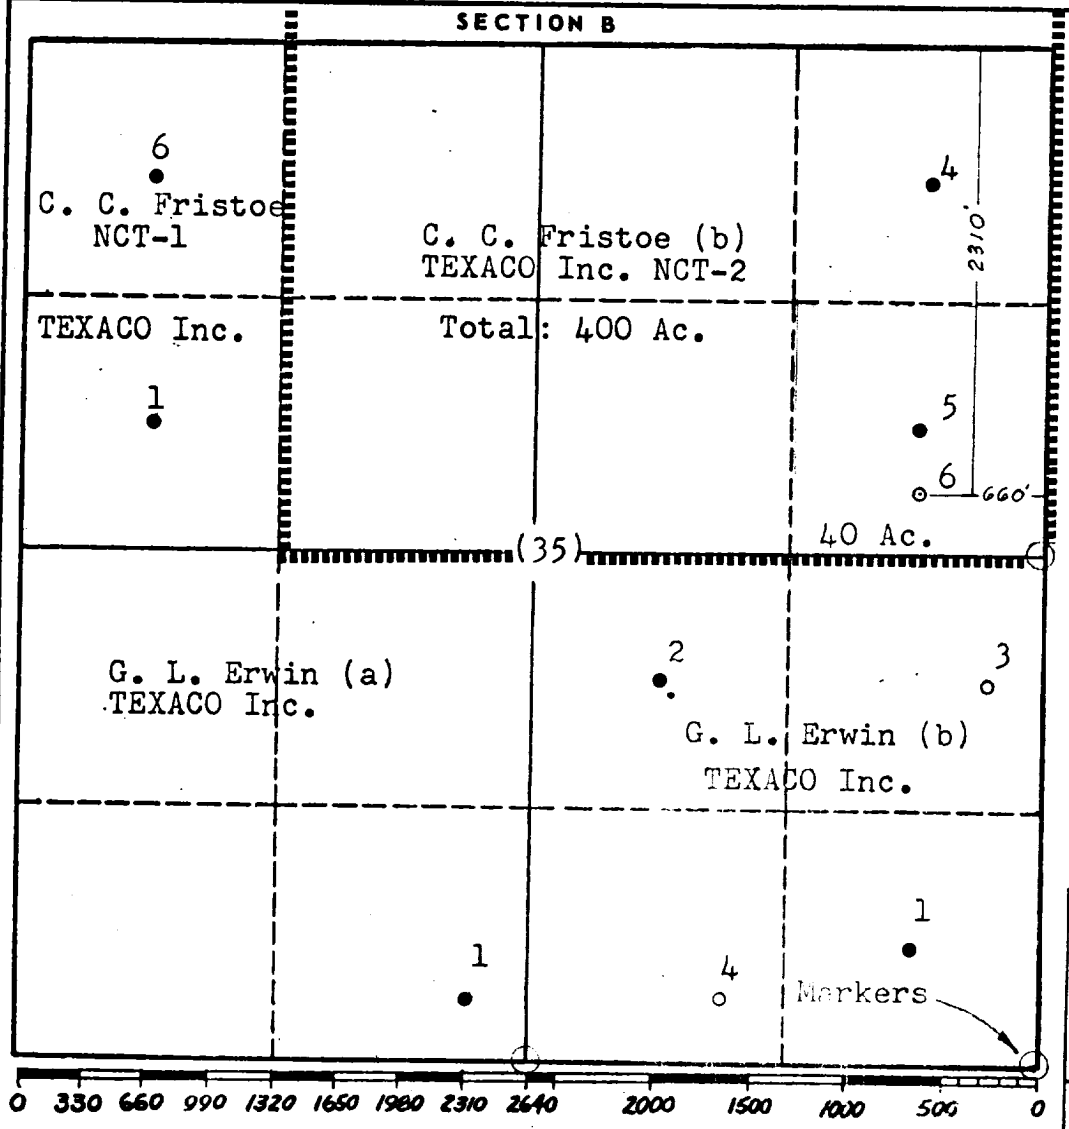 SECTION B
6
C. C. Fristoe
NCT-1
4
C. C. Fristoe (b)
TEXACO Inc. NCT-2
2310'
TEXACO Inc.
Total: 400 Ac.
1
5
6
660'
40 Ac.
(35)
G. L. Erwin (a)
TEXACO Inc.
2
3
G. L. Erwin (b)
TEXACO Inc.
1
1
4
Markers
0 330 660 990 1320 1650 1980 2310 2640 2000 1500 1000 500 0